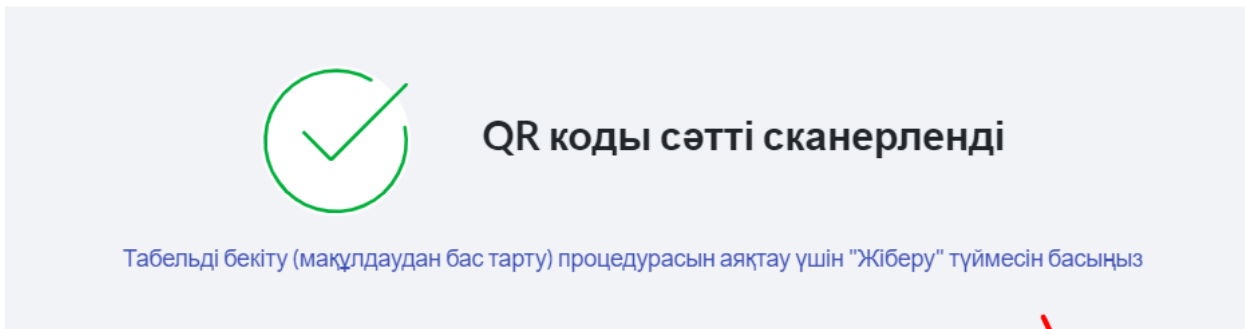 QR коды сәтті сканерленді
Табельді бекіту (мақұлдаудан бас тарту) процедурасын аяқтау үшін "Жіберу" түймесін басыңыз